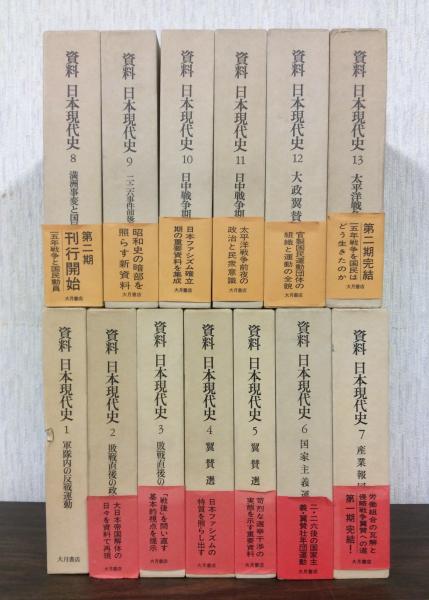 資料 日本現代史 8 満洲事変と国
第二期
刊行開始
一五年戦争と国民動員
大月書店
資料 日本現代史 9 二・二六事件前後
昭和史の暗部を
照らす新資料
大月書店
資料 日本現代史 10 日中戦争期
日本ファシズム確立
期の重要資料を集成
大月書店
資料 日本現代史 11 日中戦争期
太平洋戦争前夜の
政治と民衆意識
大月書店
資料 日本現代史 12 大政翼賛
官製国民運動団体の
組織と運動の全貌
大月書店
資料 日本現代史 13 太平洋戦
第二期完結
一五年戦争を国民は
どう生きたのか
大月書店
資料 日本現代史 1 軍隊内の反戦運動
大月書店
資料 日本現代史 2 敗戦直後の政
大日本帝国解体の
日々を資料で再現
大月書店
資料 日本現代史 3 敗戦直後の
「戦後」を問い直す
基本的視点を提示
大月書店
資料 日本現代史 4 翼賛選
日本ファシズムの
特質を照らし出す
大月書店
資料 日本現代史 5 翼賛選
苛烈な選挙干渉の
実態を示す重要資料
大月書店
資料 日本現代史 6 国家主義運
二・二六後の国家主
義・翼賛壮年団運動
大月書店
資料 日本現代史 7 産業報国
労働組合の瓦解と
侵略戦争翼賛への道
第一期完結!
大月書店